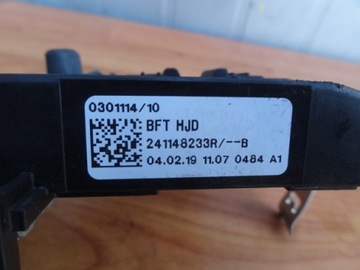 0301114/10
BFT HJD
241148233R/--B
04.02.19 11.07 0484 A1